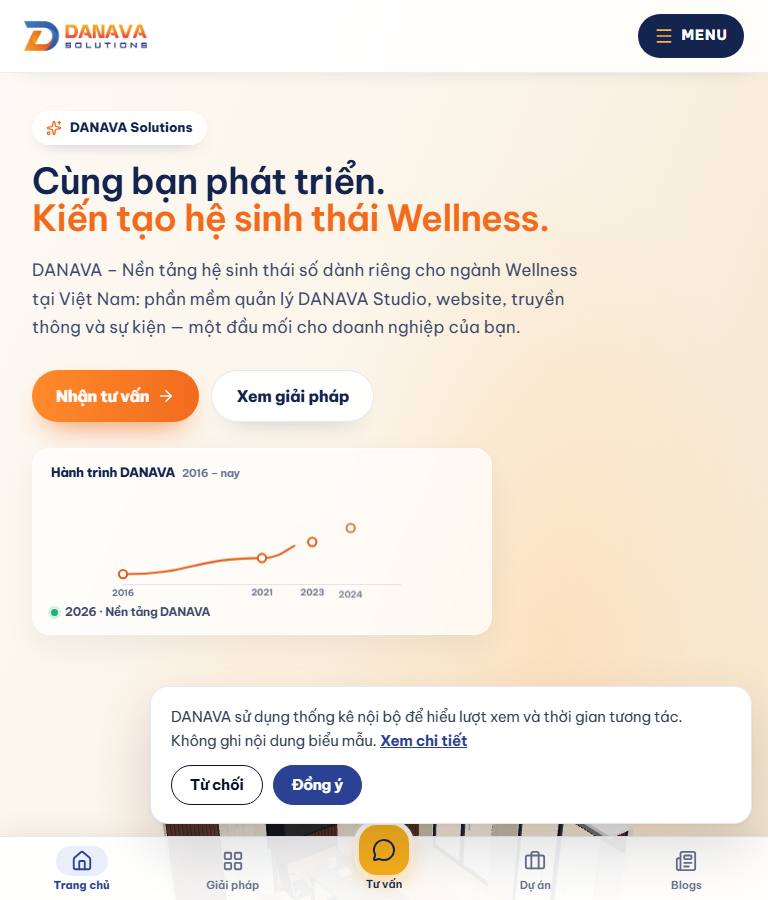 DANAVA
SOLUTIONS
MENU
DANAVA Solutions
Cùng bạn phát triển.
Kiến tạo hệ sinh thái Wellness.
DANAVA – Nền tảng hệ sinh thái số dành riêng cho ngành Wellness
tại Việt Nam: phần mềm quản lý DANAVA Studio, website, truyền
thông và sự kiện — một đầu mối cho doanh nghiệp của bạn.
Nhận tư vấn
Xem giải pháp
Hành trình DANAVA 2016 – nay
2016
2021
2023
2024
2026 · Nền tảng DANAVA
DANAVA sử dụng thống kê nội bộ để hiểu lượt xem và thời gian tương tác.
Không ghi nội dung biểu mẫu. Xem chi tiết
Từ chối
Đồng ý
Trang chủ
Giải pháp
Tư vấn
Dự án
Blogs